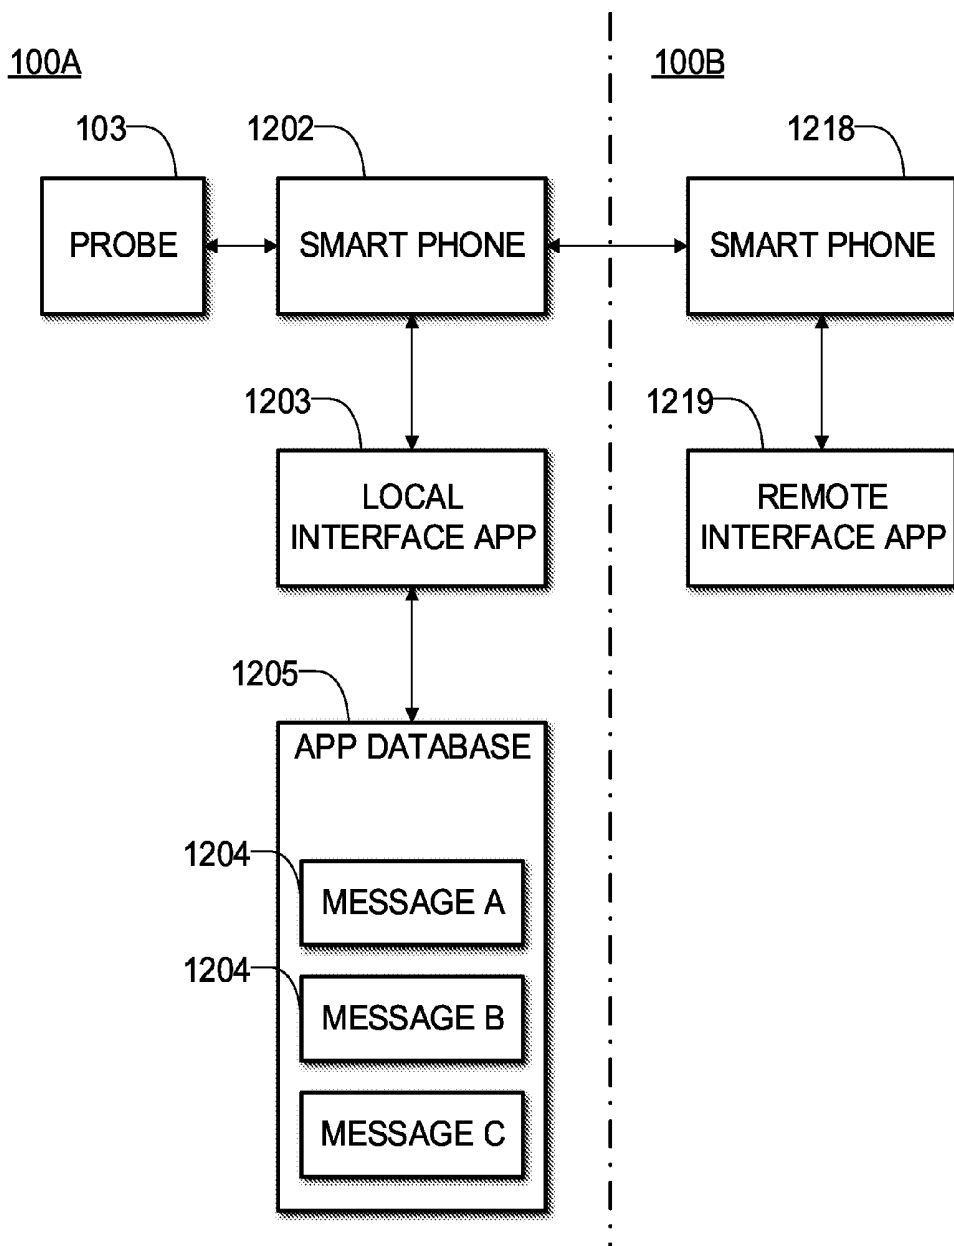 100A
100B
103
1202
1218
PROBE
SMART PHONE
SMART PHONE
1203
1219
LOCAL
INTERFACE APP
REMOTE
INTERFACE APP
1205
APP DATABASE
1204
MESSAGE A
1204
MESSAGE B
MESSAGE C